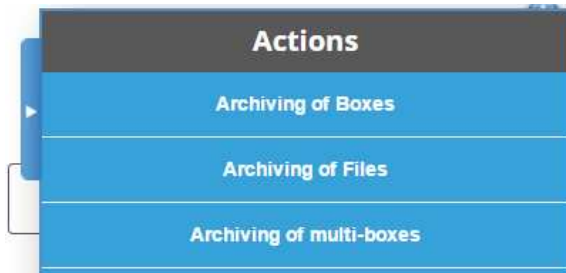 Actions
Archiving of Boxes
Archiving of Files
Archiving of multi-boxes